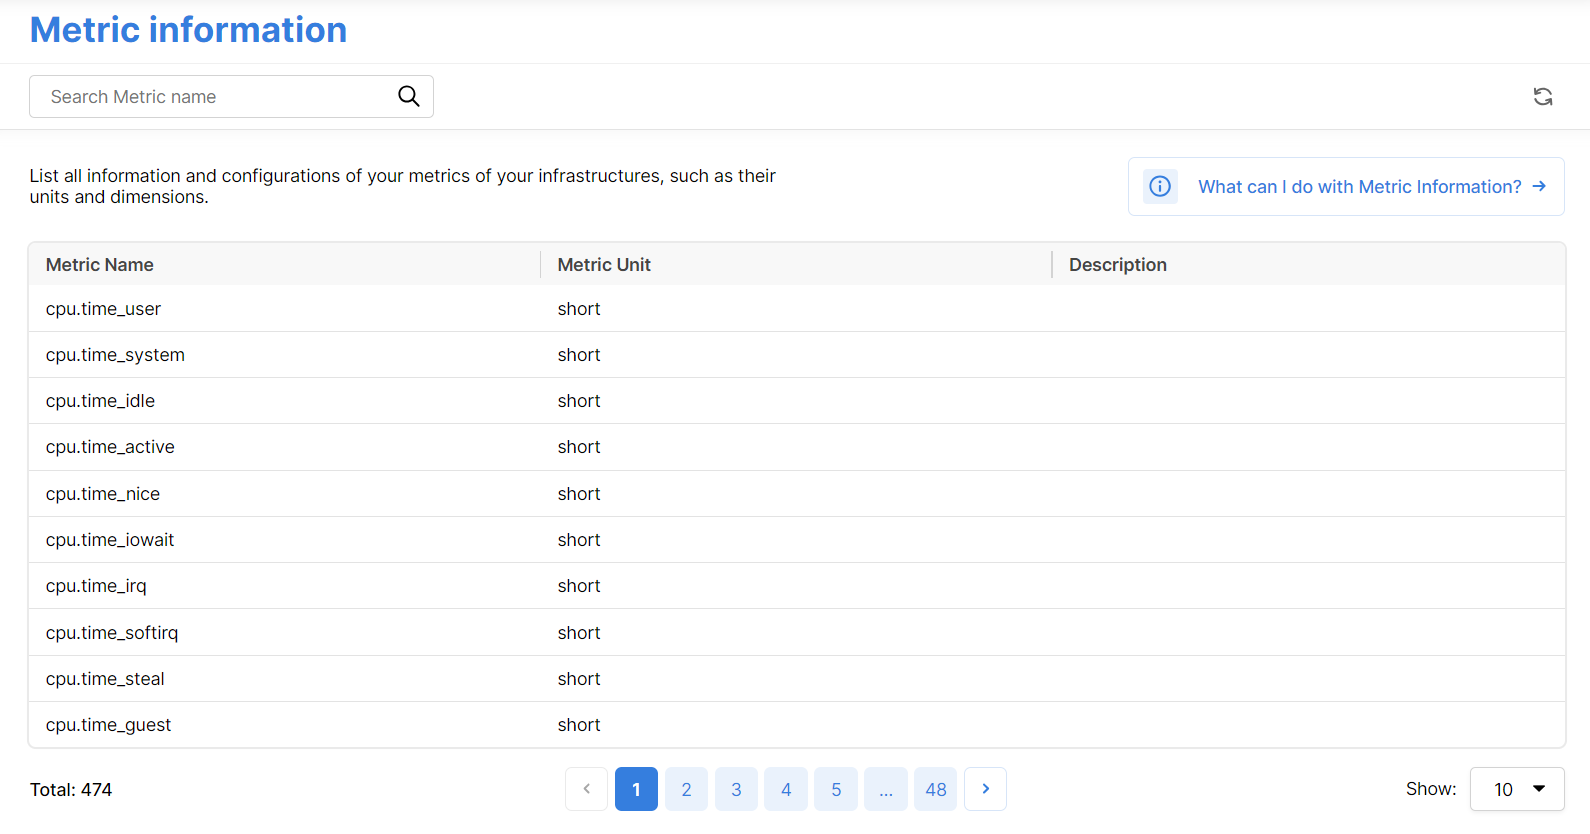 Metric information
Search Metric name
List all information and configurations of your metrics of your infrastructures, such as their
units and dimensions.
What can I do with Metric Information?
Metric Name Metric Unit Description
cpu.time_user short
cpu.time_system short
cpu.time_idle short
cpu.time_active short
cpu.time_nice short
cpu.time_iowait short
cpu.time_irq short
cpu.time_softirq short
cpu.time_steal short
cpu.time_guest short
Total: 474 1 2 3 4 5 ... 48 Show: 10